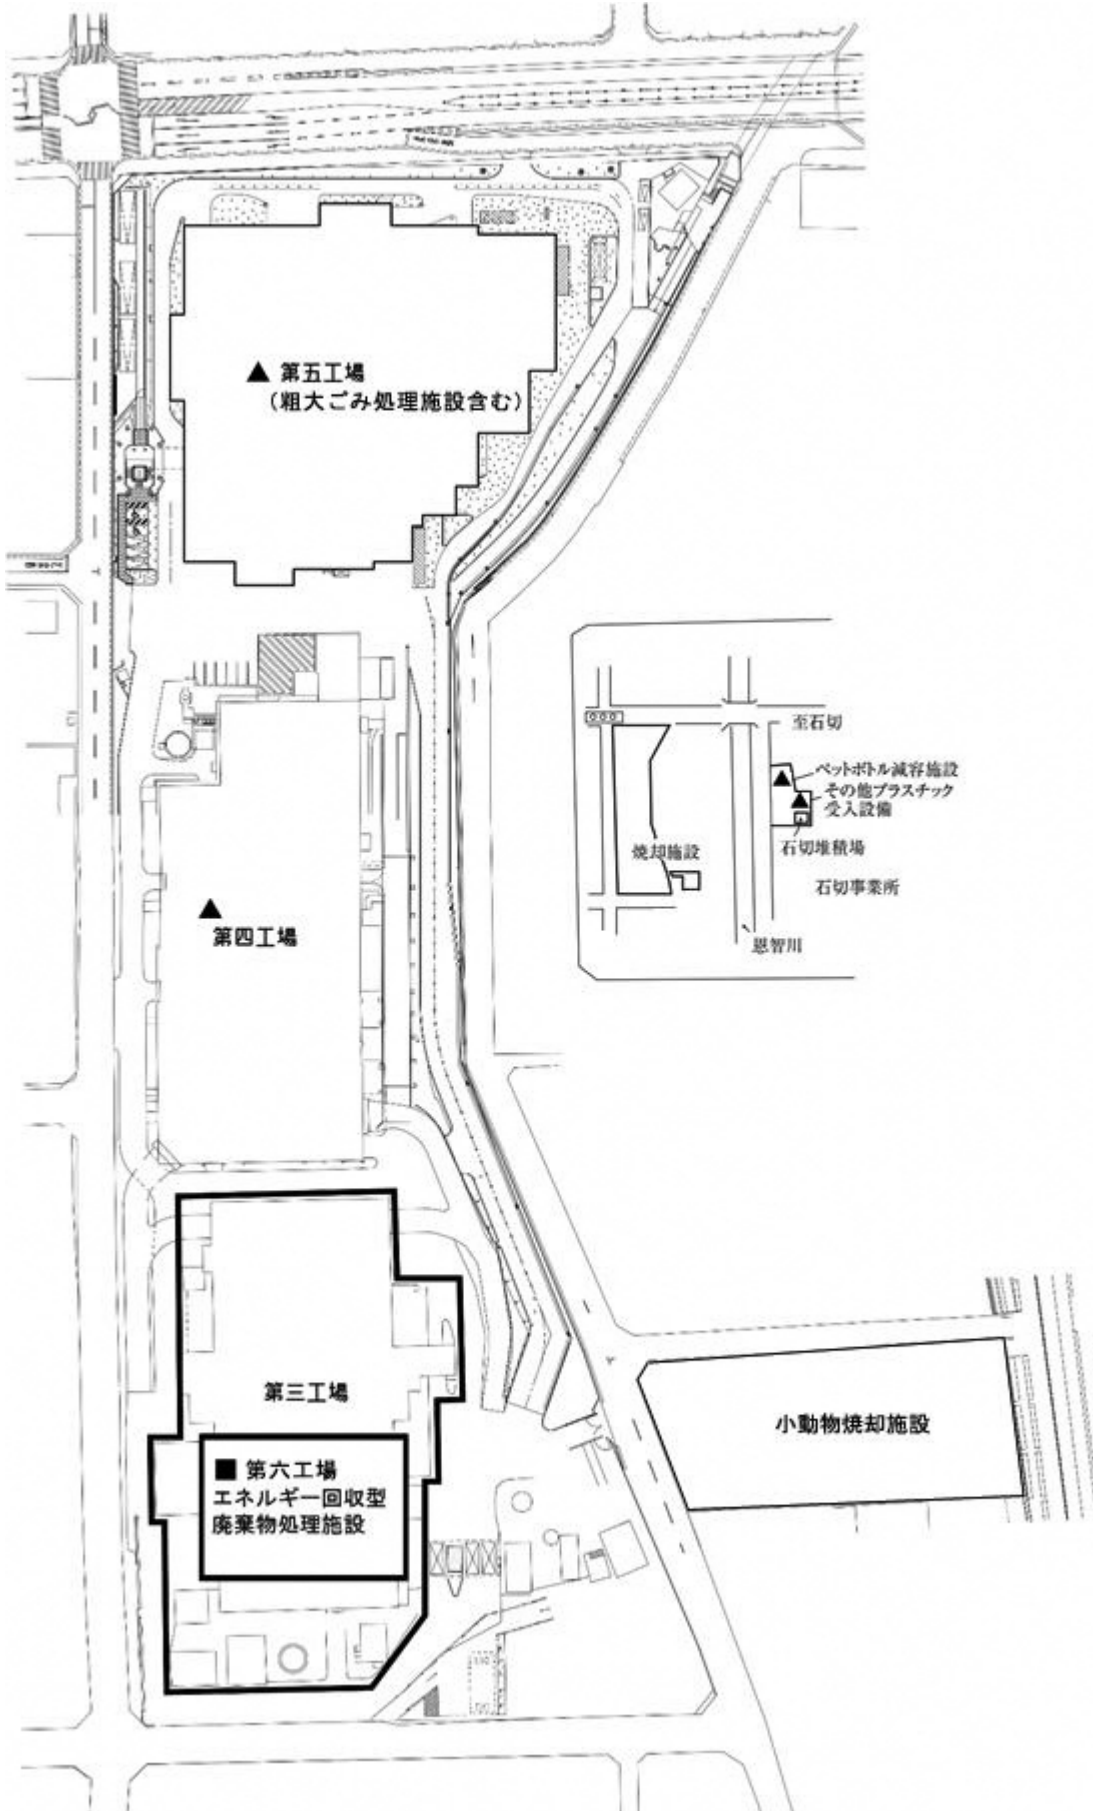 ▲ 第五工場
(粗大ごみ処理施設含む)
至石切
ペットボトル減容施設
その他プラスチック
受入設備
焼却施設
石切堆積場
石切事業所
恩智川
▲
第四工場
第三工場
■ 第六工場
エネルギー回収型
廃棄物処理施設
小動物焼却施設